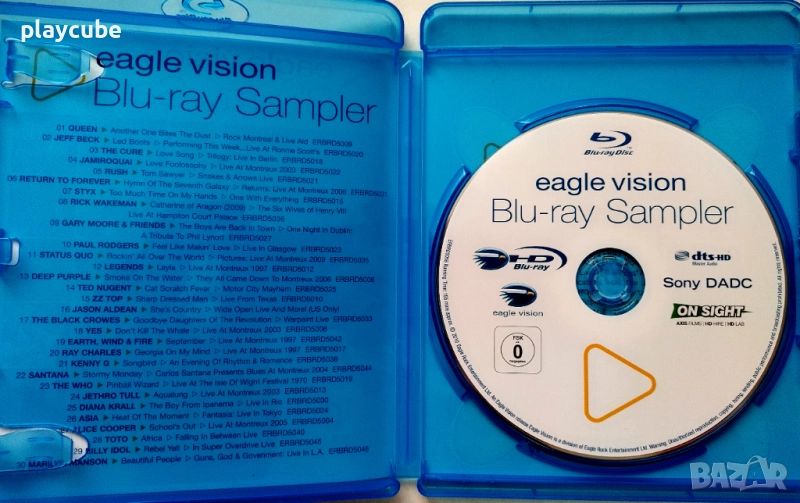 playcube
eagle vision
Blu-ray Sampler
01 QUEEN ▶ Another One Bites The Dust ▷ Rock Montreal & Live Aid ERBRD5009
02 JEFF BECK ▶ Led Boots ▷ Performing This Week...Live At Ronnie Scott's ERBRD5020
03 THE CURE ▶ Love Song ▷ Trilogy: Live In Berlin ERBRD5018
04 JAMIROQUAI ▶ Love Foolosophy ▷ Live At Montreux 2003 ERBRD5022
05 RUSH ▶ Tom Sawyer ▷ Snakes & Arrows Live ERBRD5021
06 RETURN TO FOREVER ▶ Hymn Of The Seventh Galaxy ▷ Returns: Live At Montreux 2008
07 STYX ▶ Too Much Time On My Hands ▷ One With Everything ERBRD5015
08 RICK WAKEMAN ▶ Catherine of Aragon (2009) ▷ The Six Wives of Henry VIII
Live At Hampton Court Palace ERBRD5036
09 GARY MOORE & FRIENDS ▶ The Boys Are Back In Town ▷ One Night In Dublin:
A Tribute To Phil Lynott ERBRD5027
10 PAUL RODGERS ▶ Feel Like Makin' Love ▷ Live In Glasgow ERBRD5023
11 STATUS QUO ▶ Rockin' All Over The World ▷ Pictures: Live At Montreux 2009 ERBRD5035
12 LEGENDS ▶ Layla ▷ Live At Montreux 1997 ERBRD5012
13 DEEP PURPLE ▶ Smoke On The Water ▷ They All Came Down To Montreux 2006 ERBRD5006
14 TED NUGENT ▶ Cat Scratch Fever ▷ Motor City Mayhem ERBRD5028
15 ZZ TOP ▶ Sharp Dressed Man ▷ Live From Texas ERBRD5010
16 JASON ALDEAN ▶ She's Country ▷ Wide Open Live And More! (US Only)
17 THE BLACK CROWES ▶ Goodbye Daughters Of The Revolution ▷ Warpaint Live ERBRD5033
18 YES ▶ Don't Kill The Whale ▷ Live At Montreux 2003 ERBRD5038
19 EARTH, WIND & FIRE ▶ September ▷ Live At Montreux 1997 ERBRD5042
20 RAY CHARLES ▶ Georgia On My Mind ▷ Live At Montreux 1997 ERBRD5017
21 KENNY G ▶ Songbird ▷ An Evening Of Rhythm & Romance ERBRD5038
22 SANTANA ▶ Stormy Monday ▷ Carlos Santana Presents Blues At Montreux 2004 ERBRD5044
23 THE WHO ▶ Pinball Wizard ▷ Live At The Isle Of Wight Festival 1970 ERBRD5019
24 JETHRO TULL ▶ Aqualung ▷ Live At Montreux 2003 ERBRD5013
25 DIANA KRALL ▶ The Boy From Ipanema ▷ Live In Rio ERBRD5030
26 ASIA ▶ Heat Of The Moment ▷ Fantasia: Live In Tokyo ERBRD5024
ALICE COOPER ▶ School's Out ▷ Live At Montreux 2005 ERBRD5004
28 TOTO ▶ Africa ▷ Falling In Between Live ERBRD5045
29 BILLY IDOL ▶ Rebel Yell ▷ In Super Overdrive Live ERBRD5048
30 MARILYN MANSON ▶ Beautiful People ▷ Guns, God & Government: Live In L.A. ERBRD5046
Blu-ray Disc
eagle vision
Blu-ray Sampler
HD
Blu-ray
dts-HD
Master Audio
eagle vision
Sony DADC
ON SIGHT
AXIS FILMS | HD HIRE | HD LAB
FSK
0
BAZAR